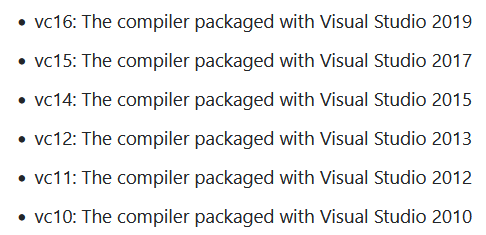 • vc16: The compiler packaged with Visual Studio 2019
• vc15: The compiler packaged with Visual Studio 2017
• vc14: The compiler packaged with Visual Studio 2015
• vc12: The compiler packaged with Visual Studio 2013
• vc11: The compiler packaged with Visual Studio 2012
• vc10: The compiler packaged with Visual Studio 2010